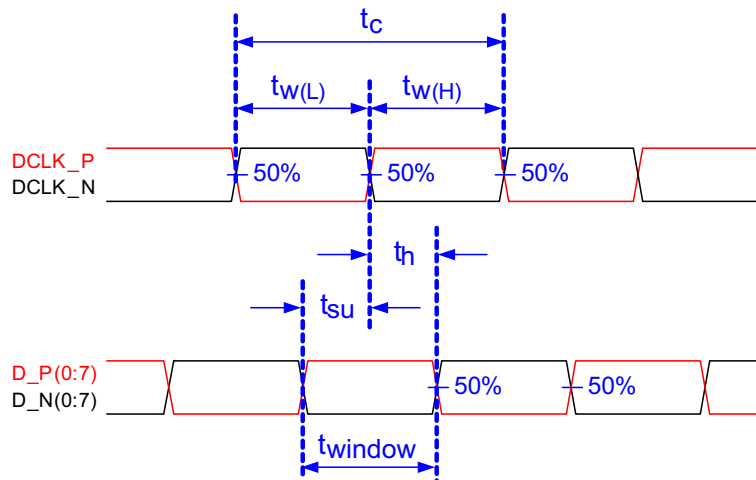 tc
tw(L) tw(H)
DCLK_P
DCLK_N
50% 50% 50%
th
tsu
D_P(0:7)
D_N(0:7)
50% 50%
twindow